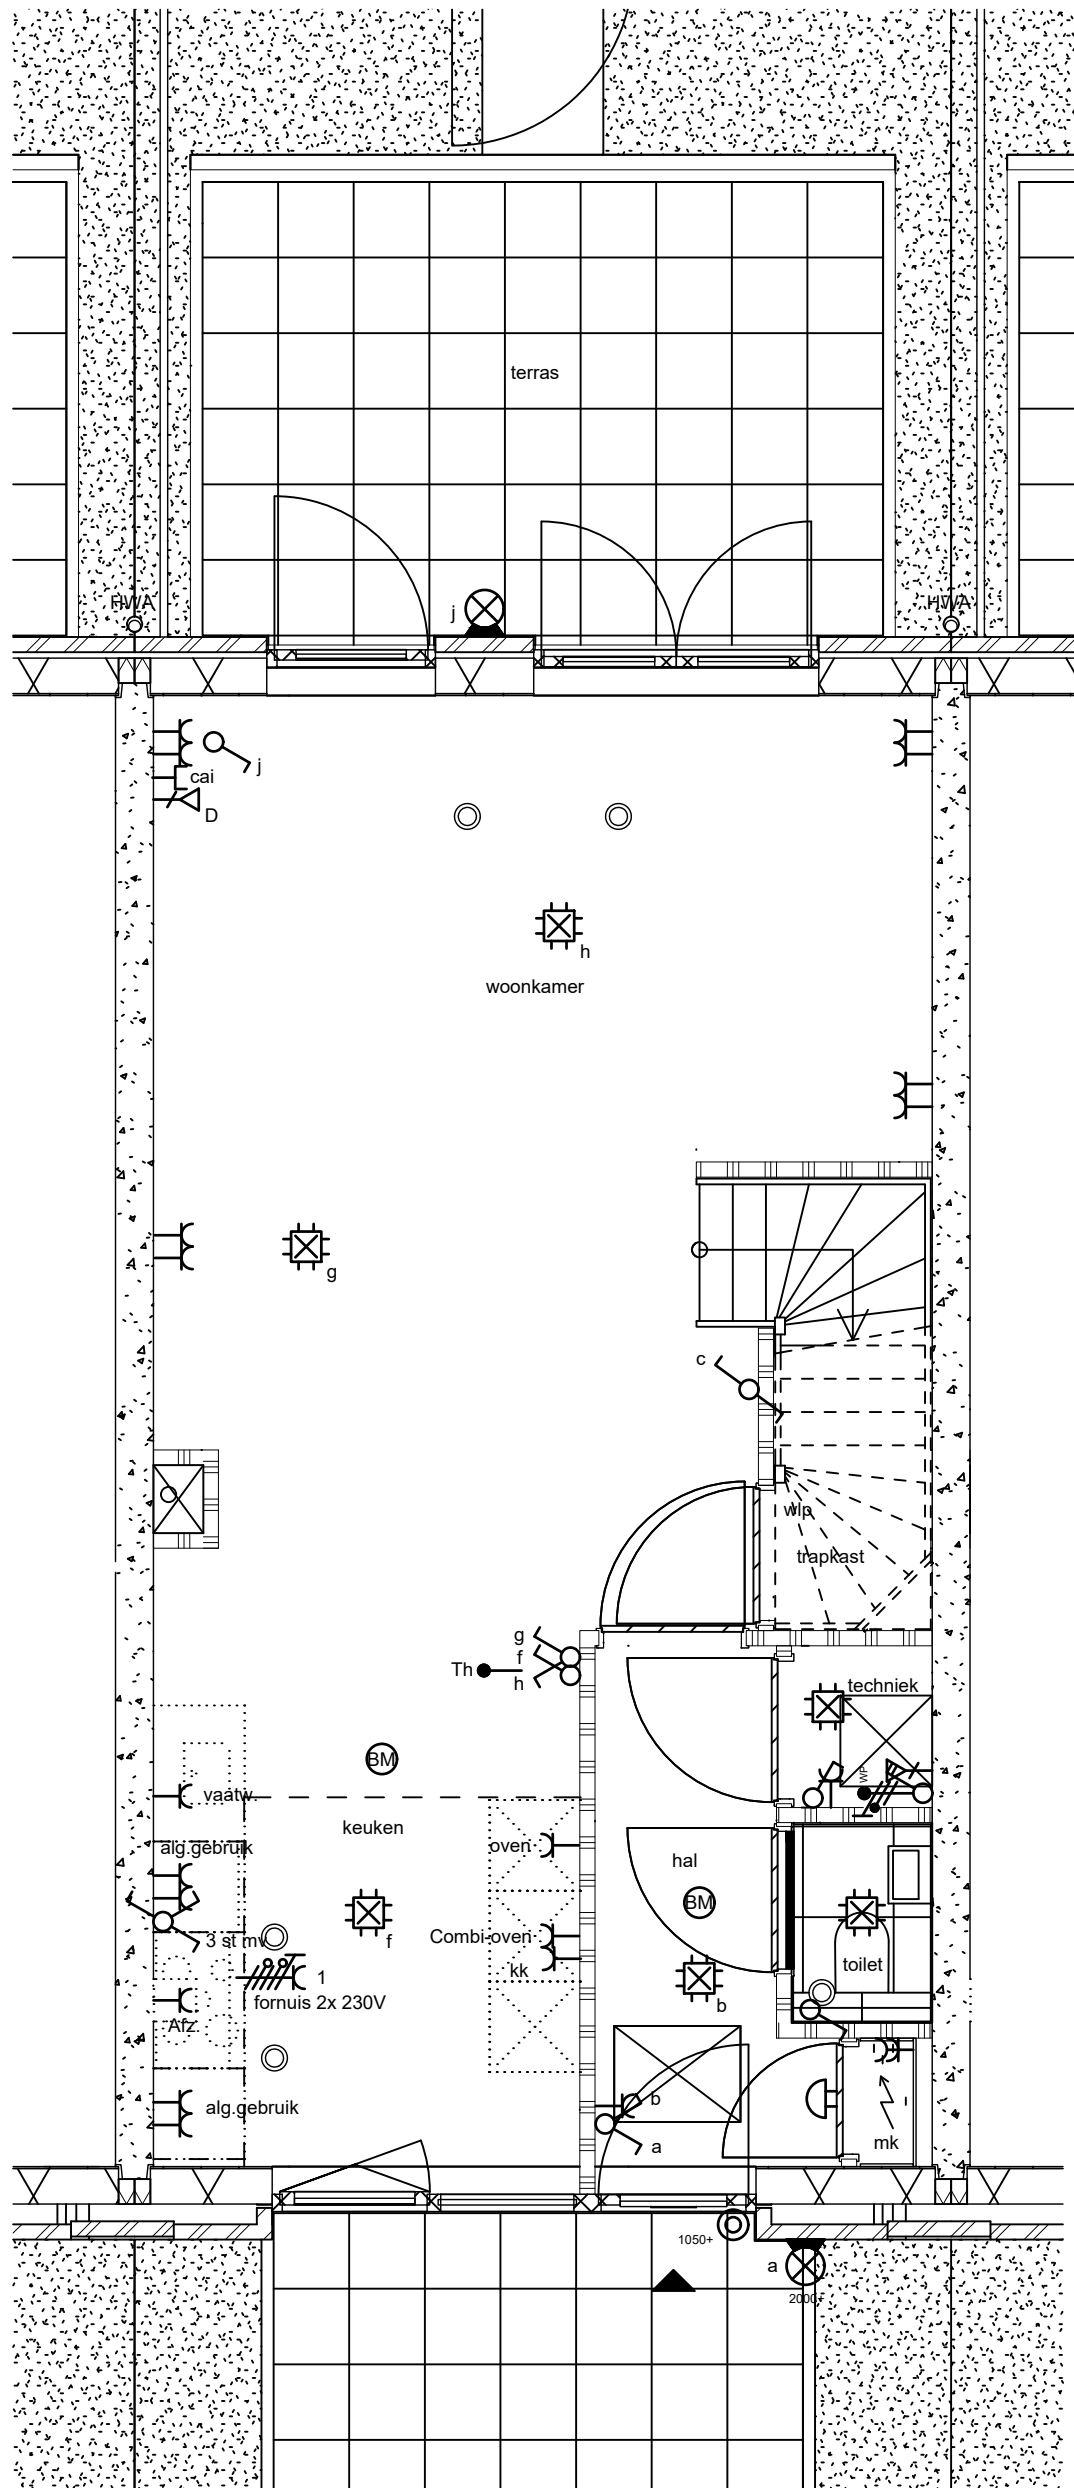 terras
HWA
HWA
j
j
cai
D
h
woonkamer
g
c
wlp
trapkast
g
f
Th
h
techniek
BM
WP
vaatw.
keuken
oven
alg.gebruik
hal
BM
3 st mv
f
Combi-oven
kk
toilet
1
fornuis 2x 230V
b
Afz.
alg.gebruik
b
a
mk
1050+
a
2000+